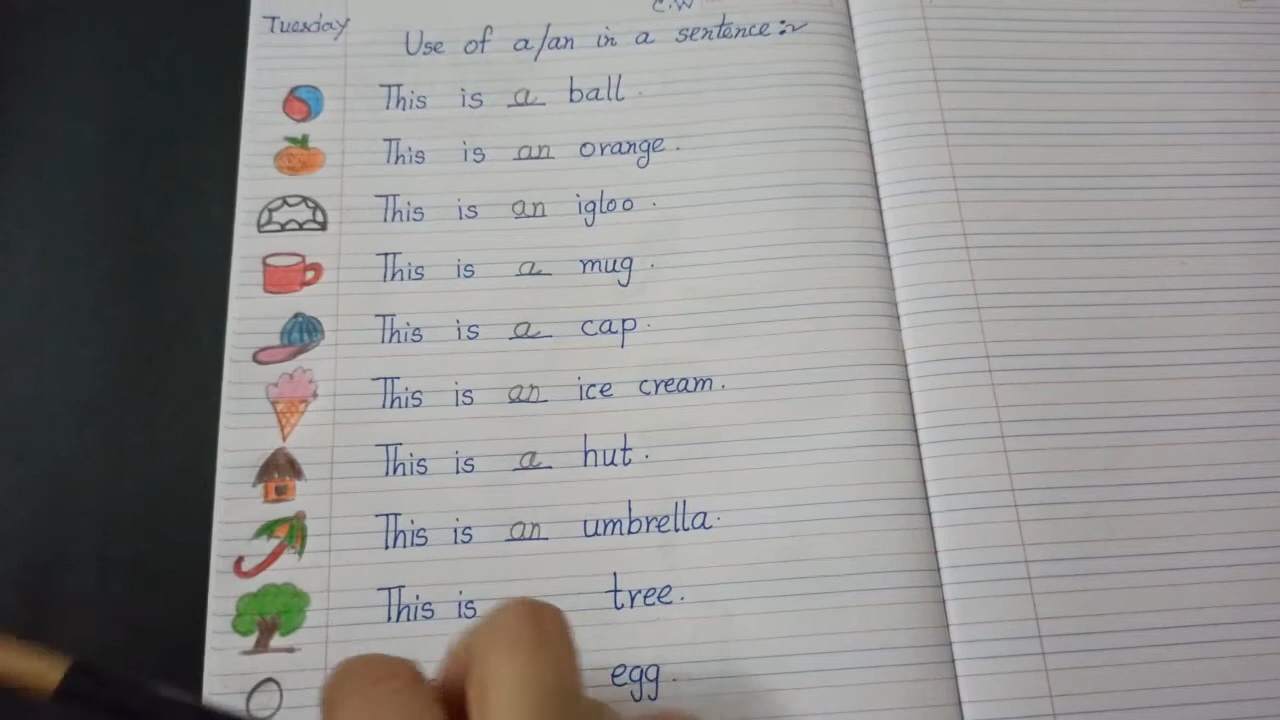 C.W
Tuesday
Use of a/an in a sentence:~
This is a ball.
This is an orange.
This is an igloo.
This is a mug.
This is a cap.
This is an ice cream.
This is a hut.
This is an umbrella.
This is tree.
egg.